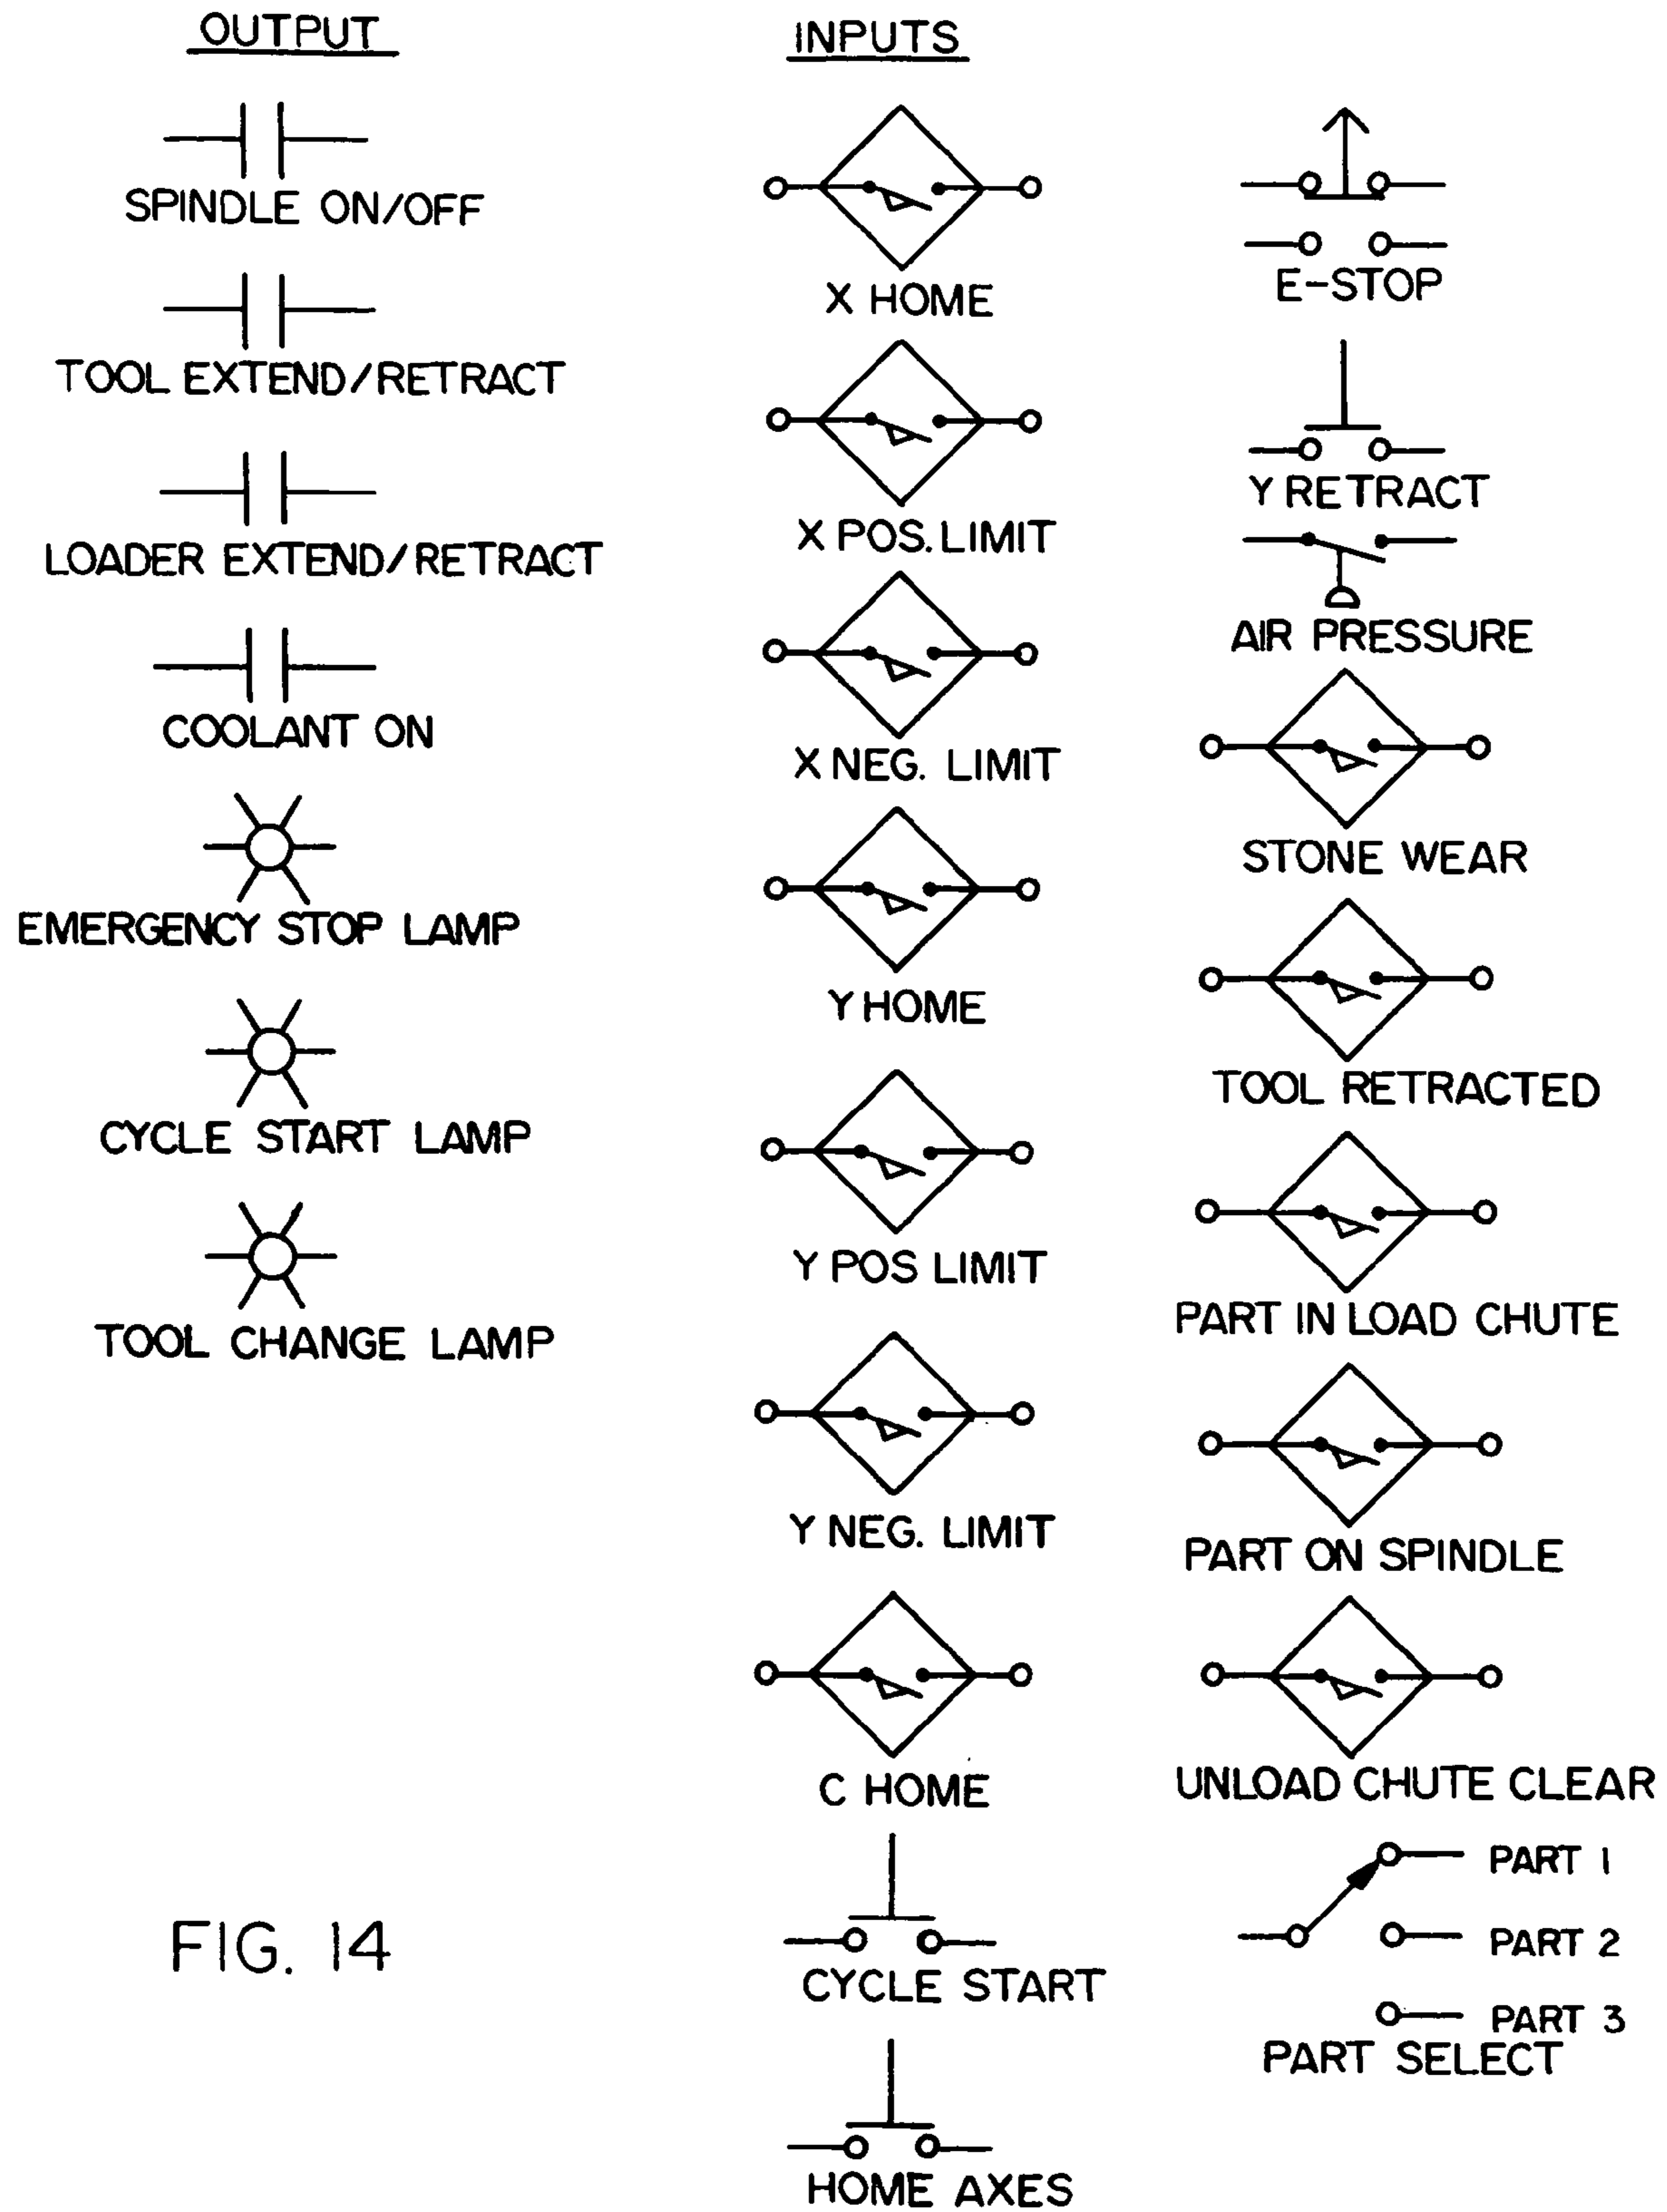 OUTPUT
SPINDLE ON/OFF
TOOL EXTEND/RETRACT
LOADER EXTEND/RETRACT
COOLANT ON
EMERGENCY STOP LAMP
CYCLE START LAMP
TOOL CHANGE LAMP
FIG. 14
INPUTS
X HOME
X POS. LIMIT
X NEG. LIMIT
Y HOME
Y POS LIMIT
Y NEG. LIMIT
C HOME
CYCLE START
HOME AXES
E-STOP
Y RETRACT
AIR PRESSURE
STONE WEAR
TOOL RETRACTED
PART IN LOAD CHUTE
PART ON SPINDLE
UNLOAD CHUTE CLEAR
PART 1
PART 2
PART 3
PART SELECT